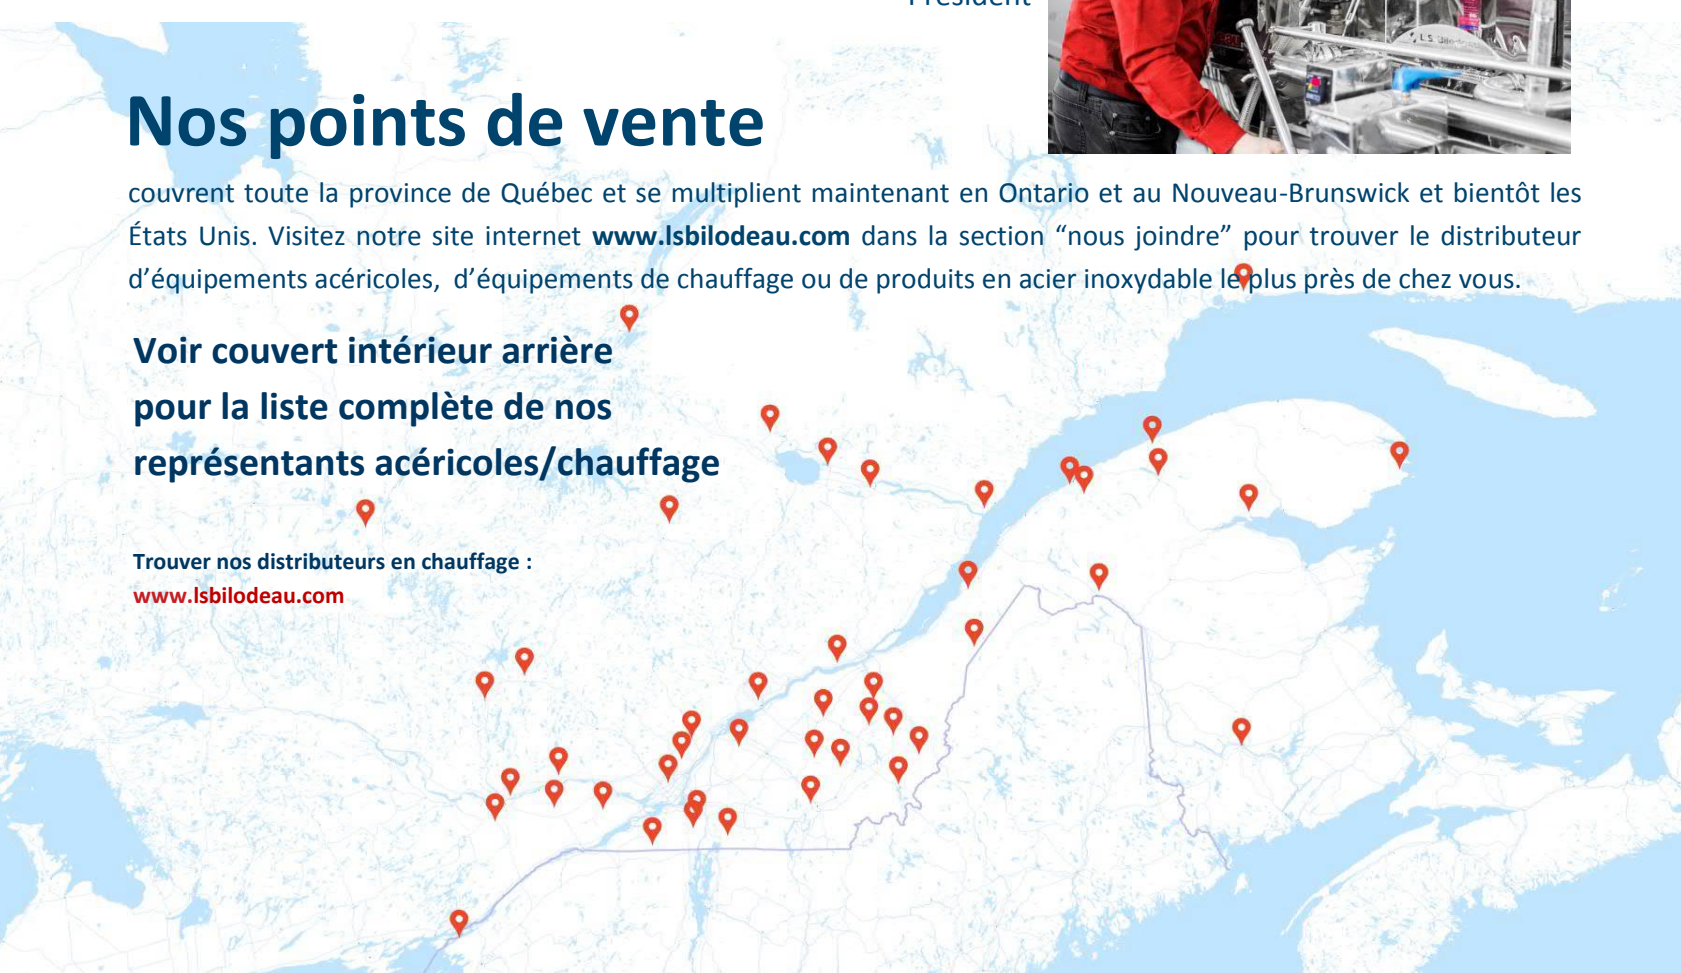 Président
Nos points de vente
couvrent toute la province de Québec et se multiplient maintenant en Ontario et au Nouveau-Brunswick et bientôt les
États Unis. Visitez notre site internet www.lsbilodeau.com dans la section “nous joindre” pour trouver le distributeur
d’équipements acéricoles, d’équipements de chauffage ou de produits en acier inoxydable le plus près de chez vous.
Voir couvert intérieur arrière
pour la liste complète de nos
représentants acéricoles/chauffage
Trouver nos distributeurs en chauffage :
www.lsbilodeau.com